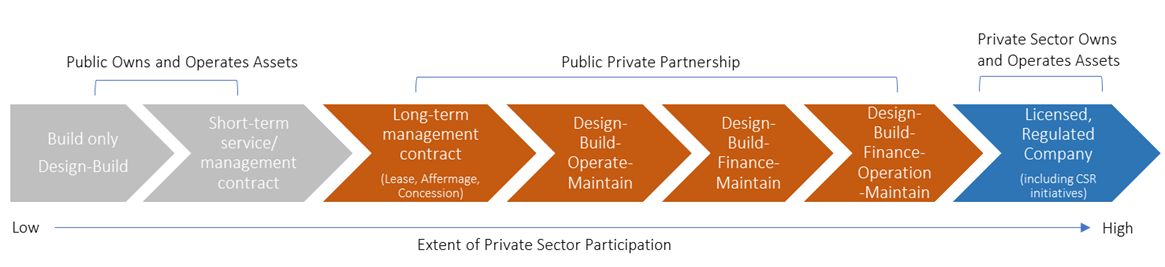 Public Owns and Operates Assets
Public Private Partnership
Private Sector Owns
and Operates Assets
Build only
Design-Build
Short-term
service/
management
contract
Long-term
management
contract
(Lease, Affermage,
Concession)
Design-
Build-
Operate-
Maintain
Design-
Build-
Finance-
Maintain
Design-
Build-
Finance-
Operation
-Maintain
Licensed,
Regulated
Company
(including CSR
initiatives)
Low
High
Extent of Private Sector Participation